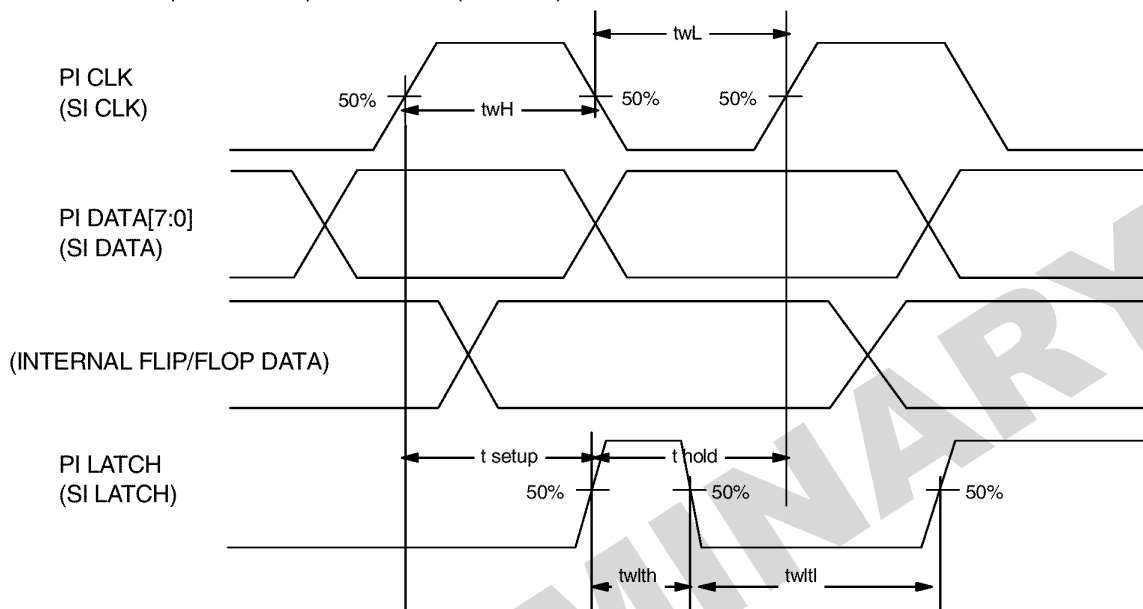 twL
PI CLK
(SI CLK)
50%
50%
50%
twH
PI DATA[7:0]
(SI DATA)
(INTERNAL FLIP/FLOP DATA)
PI LATCH
(SI LATCH)
t setup
t hold
50%
50%
50%
twlth
twltl
MINARY